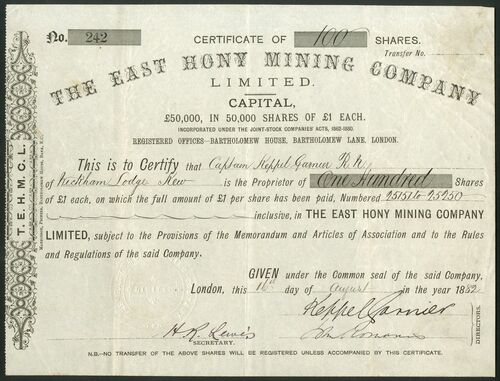 No. 242 CERTIFICATE OF 100 SHARES.
Transfer No.
THE EAST HONY MINING COMPANY
LIMITED.
CAPITAL,
£50,000, IN 50,000 SHARES OF £1 EACH.
INCORPORATED UNDER THE JOINT-STOCK COMPANIES' ACTS, 1862-1880.
REGISTERED OFFICES—BARTHOLOMEW HOUSE, BARTHOLOMEW LANE, LONDON.
T.E.H.M.C.L.
This is to Certify that Captain Keppel Garnier R.N.
of Wickham Lodge Kew is the Proprietor of One Hundred Shares
of £1 each, on which the full amount of £1 per share has been paid, Numbered 25151 to 25250
inclusive, in THE EAST HONY MINING COMPANY
LIMITED, subject to the Provisions of the Memorandum and Articles of Association and to the Rules
and Regulations of the said Company.
GIVEN under the Common seal of the said Company,
London, this 16th day of August in the year 1882
Keppel Garnier
H. R. Lewis
SECRETARY.
DIRECTORS.
N.B.—NO TRANSFER OF THE ABOVE SHARES WILL BE REGISTERED UNLESS ACCOMPANIED BY THIS CERTIFICATE.